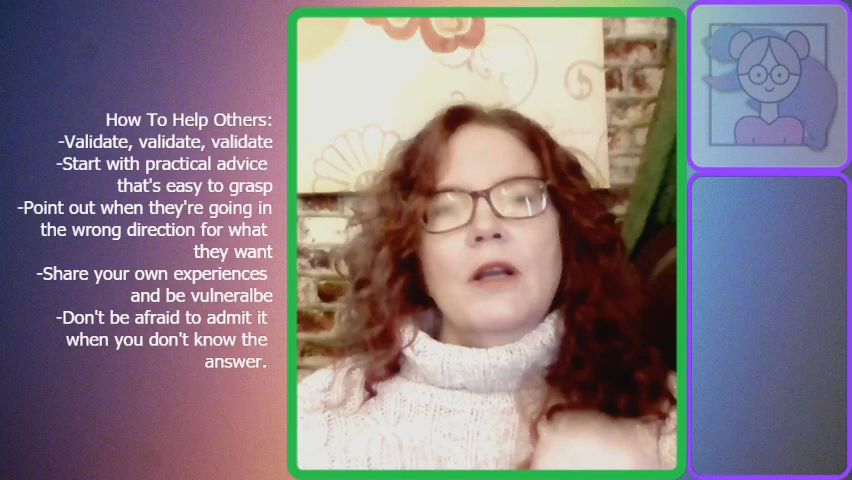 How To Help Others:
-Validate, validate, validate
-Start with practical advice
that's easy to grasp
-Point out when they're going in
the wrong direction for what
they want
-Share your own experiences
and be vulneralbe
-Don't be afraid to admit it
when you don't know the
answer.